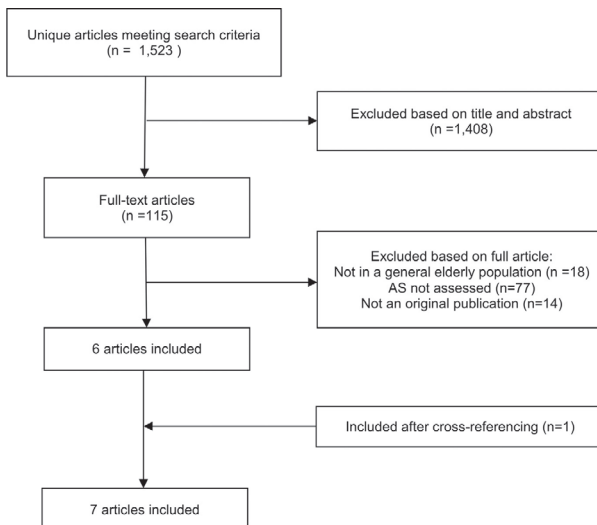 Unique articles meeting search criteria
(n = 1,523 )
Excluded based on title and abstract
(n =1,408)
Full-text articles
(n =115)
Excluded based on full article:
Not in a general elderly population (n =18)
AS not assessed (n=77)
Not an original publication (n=14)
6 articles included
Included after cross-referencing (n=1)
7 articles included